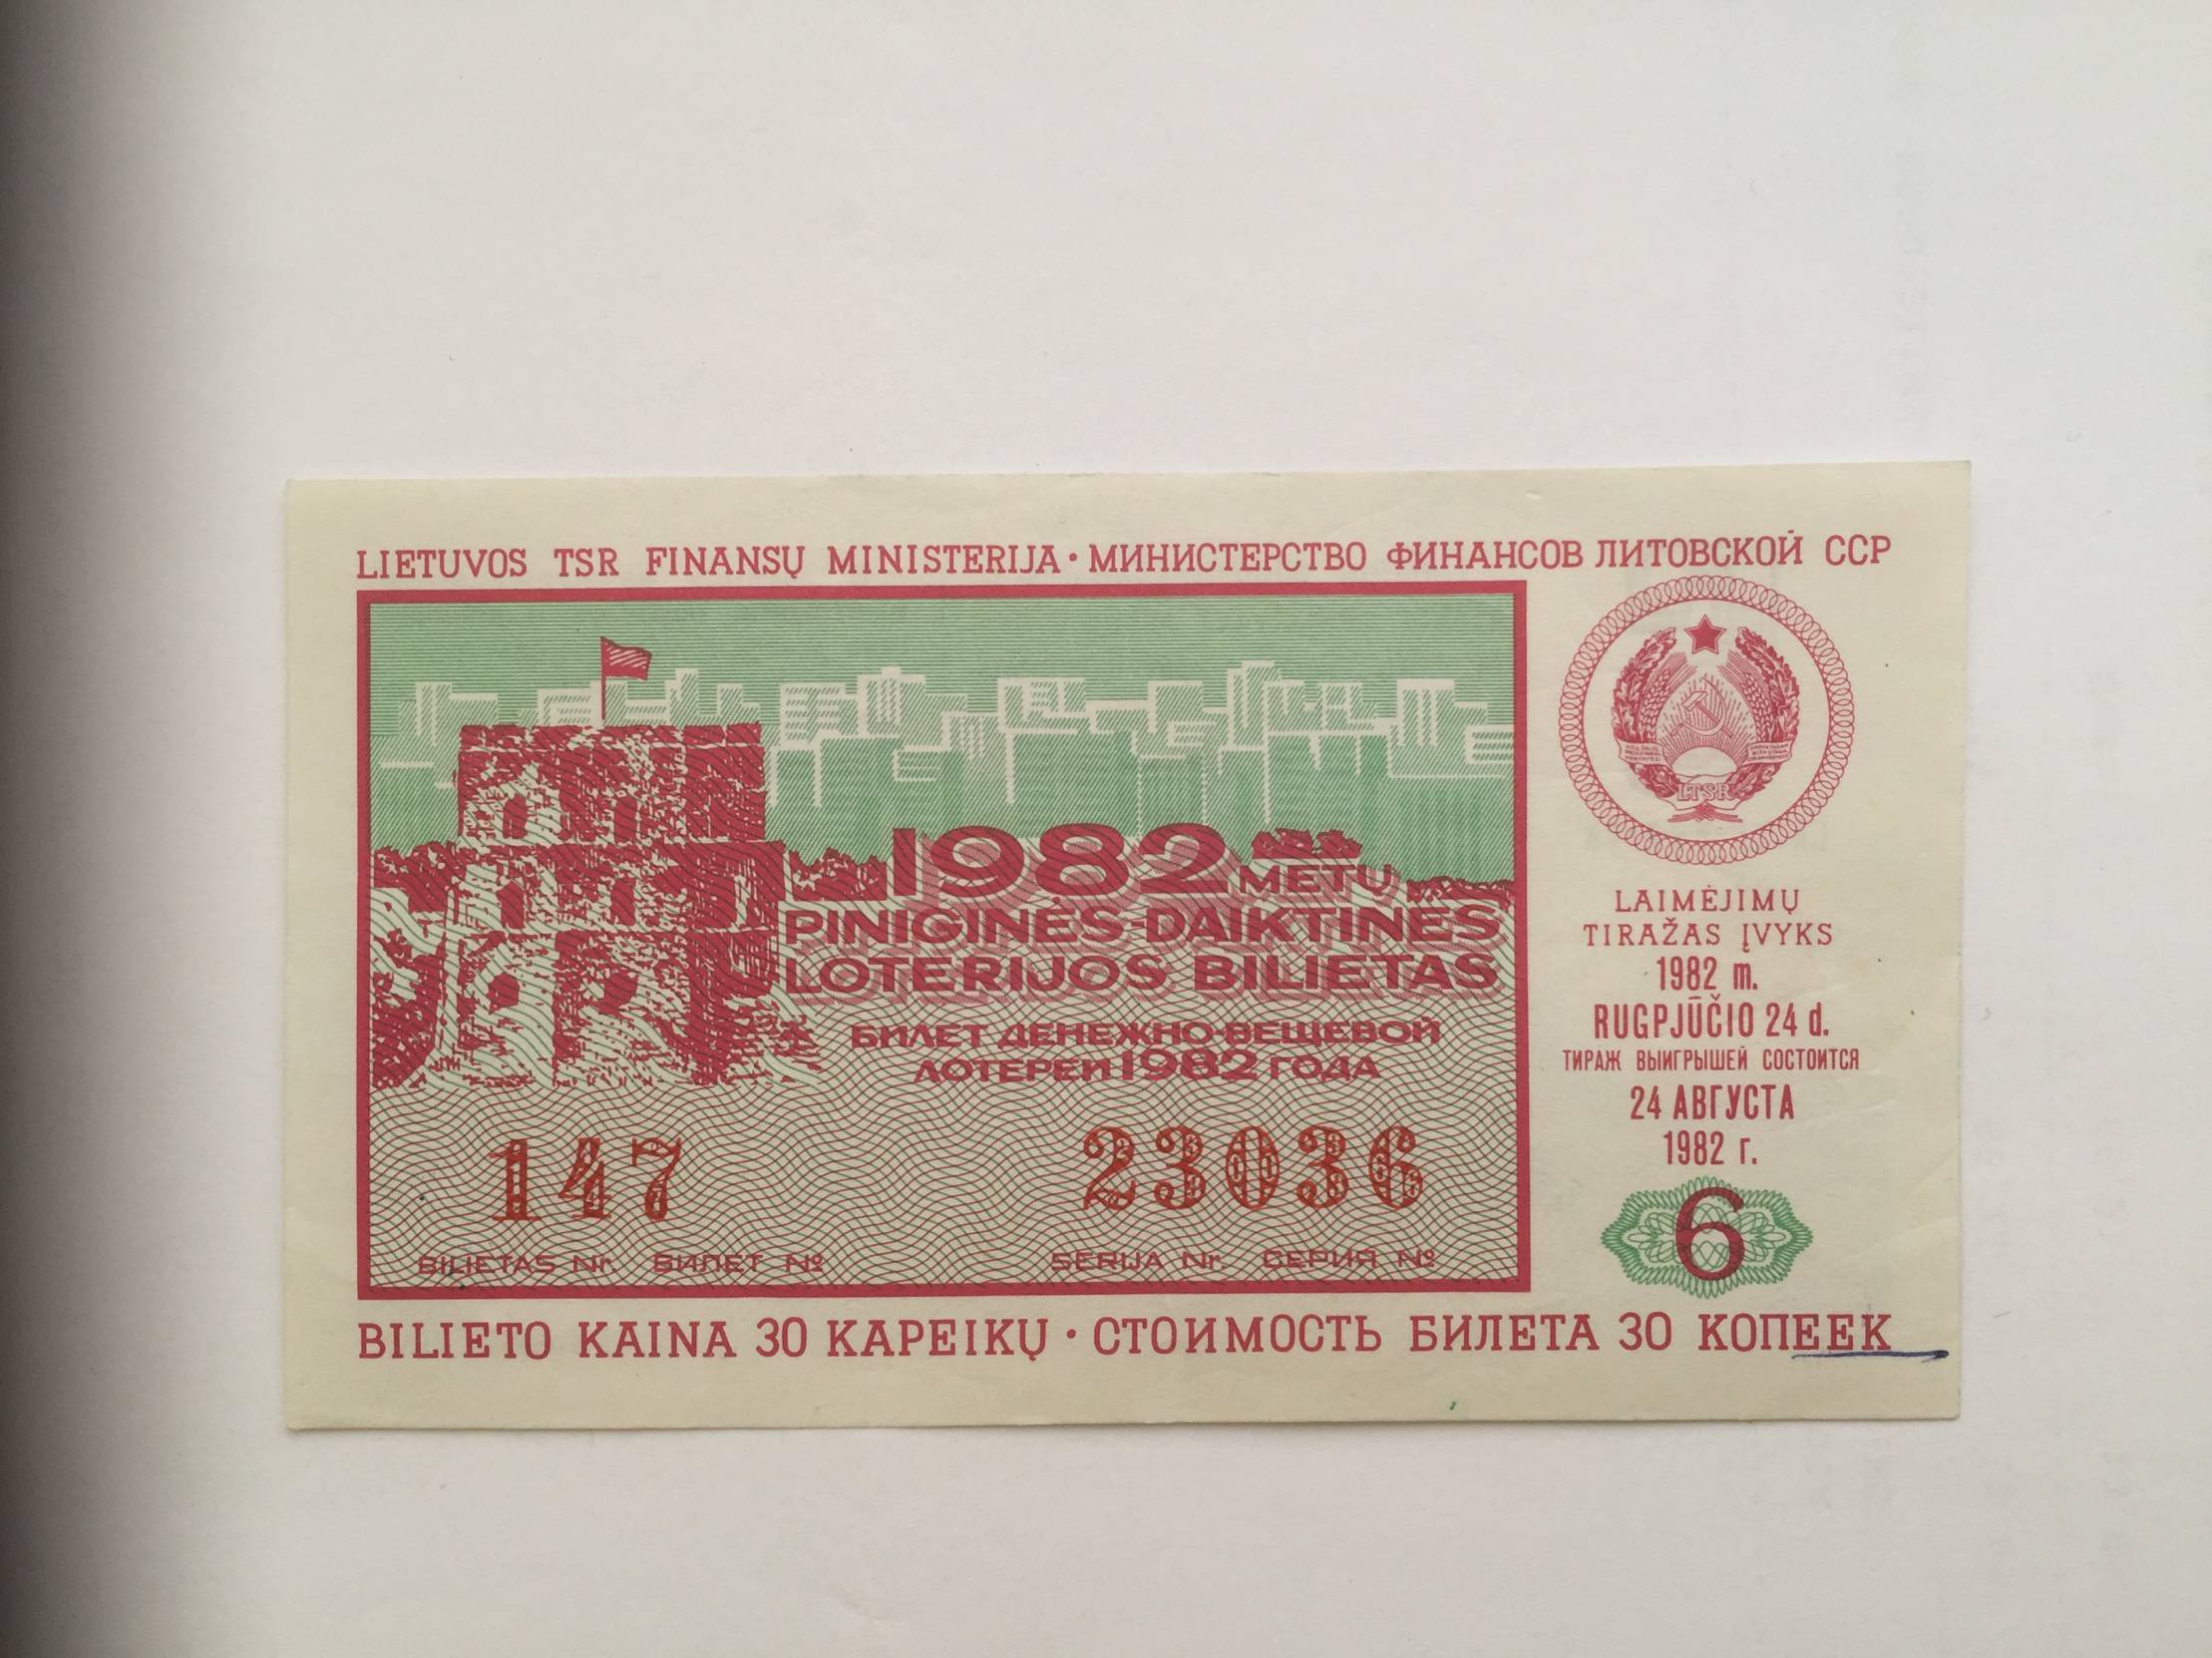 LIETUVOS TSR FINANSŲ MINISTERIJA · МИНИСТЕРСТВО ФИНАНСОВ ЛИТОВСКОЙ ССР
1982 METŲ
PINIGINĖS-DAIKTINĖS
LOTERIJOS BILIETAS
БИЛЕТ ДЕНЕЖНО-ВЕЩЕВОЙ
ЛОТЕРЕИ 1982 ГОДА
147 23036
BILIETAS Nr. БИЛЕТ № SERIJA Nr. СЕРИЯ №
LTSR
LAIMĖJIMŲ
TIRAŽAS ĮVYKS
1982 m.
RUGPJŪČIO 24 d.
ТИРАЖ ВЫИГРЫШЕЙ СОСТОИТСЯ
24 АВГУСТА
1982 г.
6
BILIETO KAINA 30 KAPEIKŲ · СТОИМОСТЬ БИЛЕТА 30 КОПЕЕК